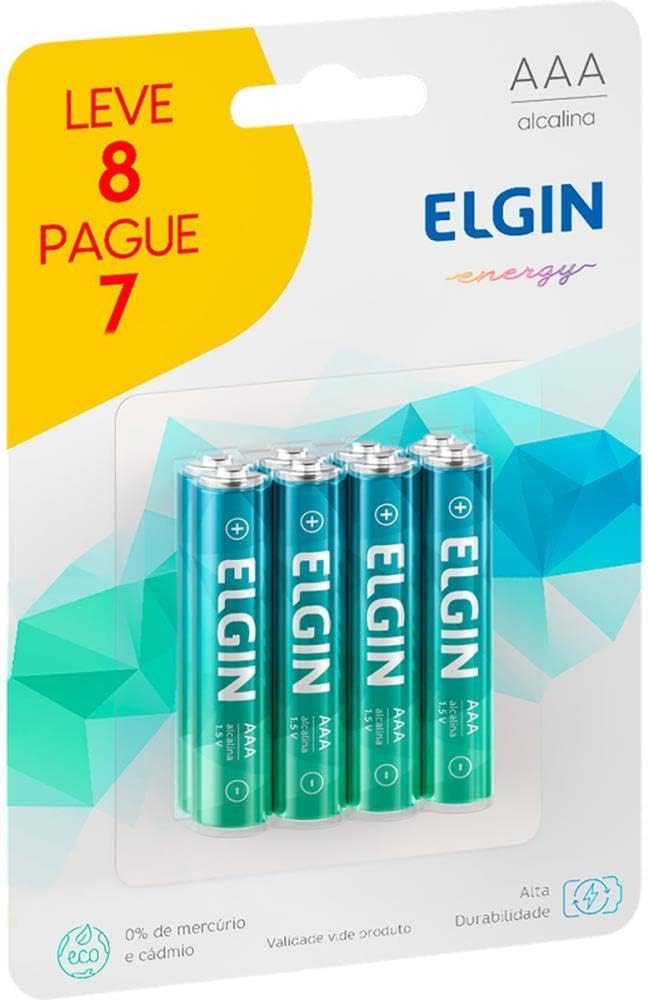 LEVE
8
PAGUE
7
AAA
alcalina
ELGIN
energy
ELGIN
AAA
alcalina
1.5 V
ELGIN
AAA
alcalina
1.5 V
ELGIN
AAA
alcalina
1.5 V
ELGIN
AAA
alcalina
1.5 V
eco
0% de mercúrio
e cádmio
Validade vide produto
Alta
Durabilidade